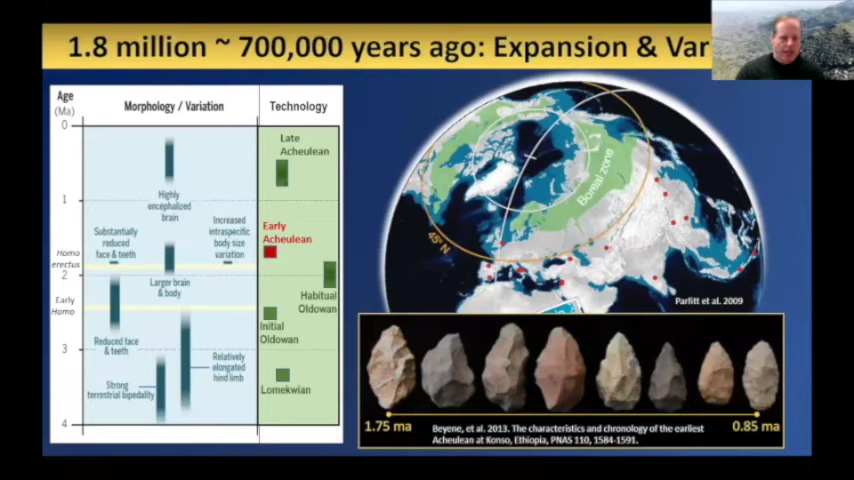 1.8 million ~ 700,000 years ago: Expansion & Var
Age
(Ma)
Morphology / Variation
Technology
0
Late
Acheulean
Highly
encephalized
brain
1
Substantially
reduced
face & teeth
Increased
intraspecific
body size
variation
Early
Acheulean
Homo
erectus
2
Larger brain
& body
Habitual
Oldowan
Early
Homo
Initial
Oldowan
Reduced face
& teeth
3
Relatively
elongated
hind limb
Strong
terrestrial bipedality
Lomekwian
4
Boreal zone
45° N
Parfitt et al. 2009
1.75 ma
0.85 ma
Beyene, et al. 2013. The characteristics and chronology of the earliest
Acheulean at Konso, Ethiopia, PNAS 110, 1584-1591.